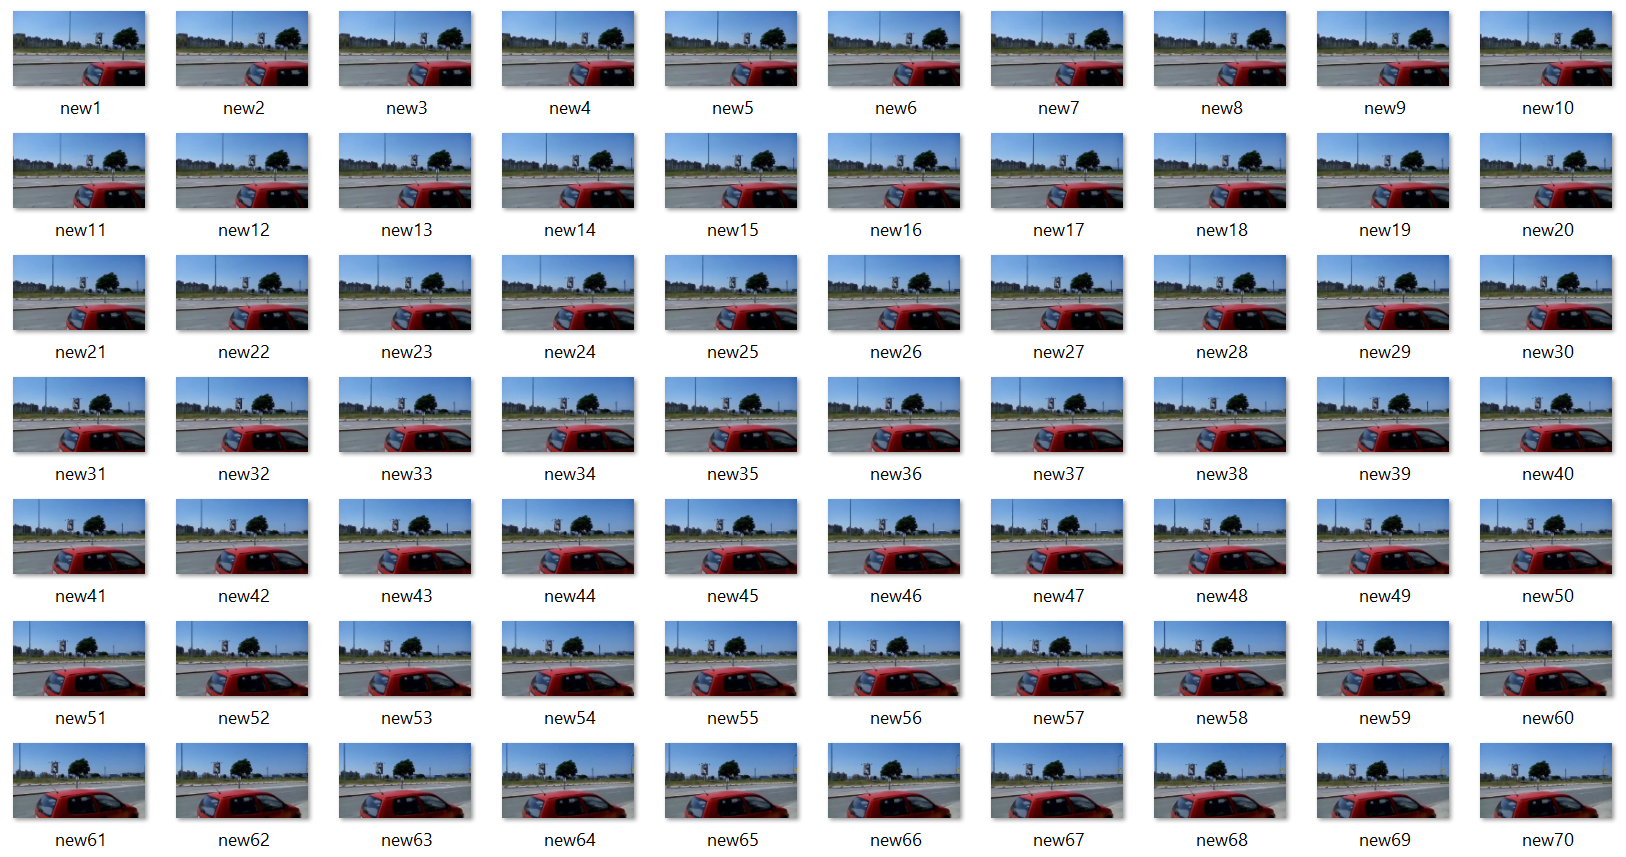 new1 new2 new3 new4 new5 new6 new7 new8 new9 new10
new11 new12 new13 new14 new15 new16 new17 new18 new19 new20
new21 new22 new23 new24 new25 new26 new27 new28 new29 new30
new31 new32 new33 new34 new35 new36 new37 new38 new39 new40
new41 new42 new43 new44 new45 new46 new47 new48 new49 new50
new51 new52 new53 new54 new55 new56 new57 new58 new59 new60
new61 new62 new63 new64 new65 new66 new67 new68 new69 new70